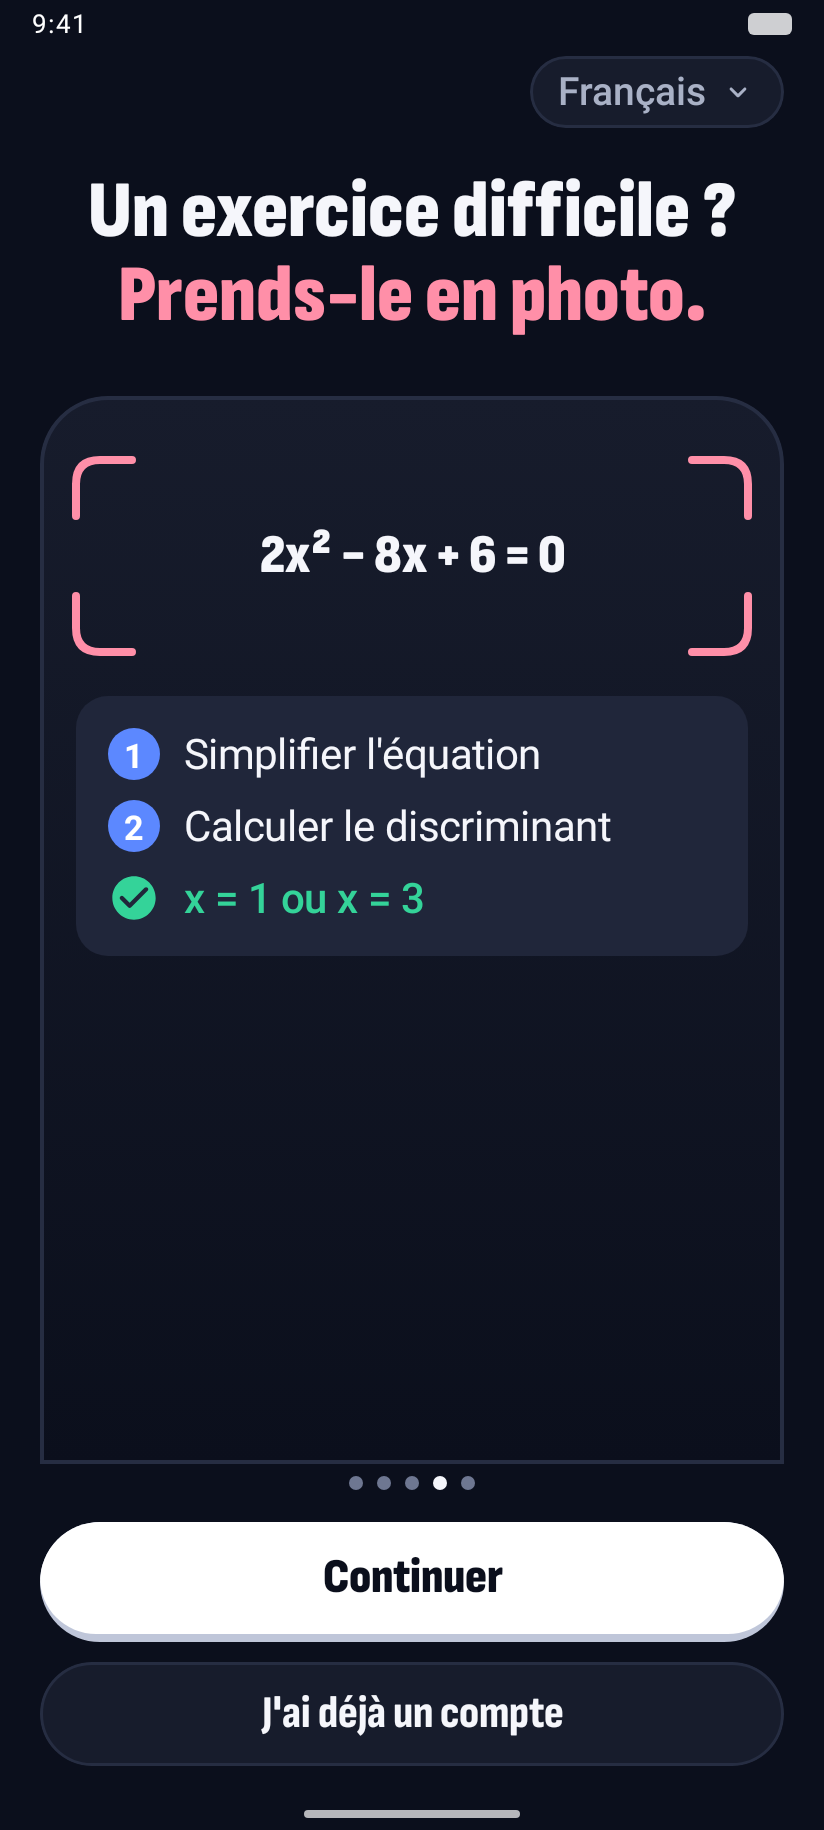 9:41
Français
Un exercice difficile ?
Prends-le en photo.
2x² - 8x + 6 = 0
1 Simplifier l'équation
2 Calculer le discriminant
x = 1 ou x = 3
Continuer
J'ai déjà un compte